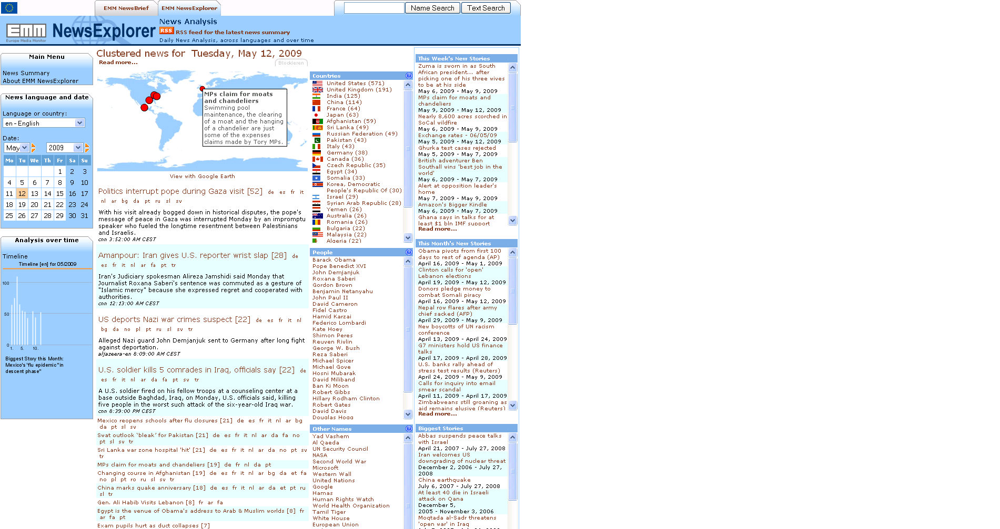 EMM NewsBrief
EMM NewsExplorer
Name Search
Text Search
EMM
Europe Media Monitor
NewsExplorer
News Analysis
RSS RSS feed for the latest news summary
Daily News Analysis, across languages and over time
Main Menu
News Summary
About EMM NewsExplorer
News language and date
Language or country:
en - English
Date:
May 2009
Mo Tu We Th Fr Sa Su
1 2 3
4 5 6 7 8 9 10
11 12 13 14 15 16 17
18 19 20 21 22 23 24
25 26 27 28 29 30 31
Analysis over time
Timeline
Timeline [en] for 05/2009
100
50
0
1. 5. 10.
Biggest Story this Month:
Mexico's 'flu epidemic "in
descent phase"
Clustered news for Tuesday, May 12, 2009
Read more...
Blockieren
MPs claim for moats
and chandeliers
Swimming pool
maintenance, the clearing
of a moat and the hanging
of a chandelier are just
some of the expenses
claims made by Tory MPs.
View with Google Earth
Politics interrupt pope during Gaza visit [52] de es fr it
nl ar bg da pt ru sl sv
With his visit already bogged down in historical disputes, the pope's
message of peace in Gaza was interrupted Monday by an impromptu
speaker who fueled the longtime resentment between Palestinians
and Israelis.
cnn 3:52:00 AM CEST
Amanpour: Iran gives U.S. reporter wrist slap [28] de
es fr it nl ar fa pt tr
Iran's Judiciary spokesman Alireza Jamshidi said Monday that
Journalist Roxana Saberi's sentence was commuted as a gesture of
"Islamic mercy" because she expressed regret and cooperated with
authorities.
cnn 12:13:00 AM CEST
US deports Nazi war crimes suspect [22] de es fr it nl
bg da no pl pt ru sl sv tr
Alleged Nazi guard John Demjanjuk sent to Germany after long fight
against deportation.
aljazeera-en 8:09:00 AM CEST
U.S. soldier kills 5 comrades in Iraq, officials say [22] de
es fr it nl ar da fa pt sv tr
A U.S. soldier fired on his fellow troops at a counseling center at a
base outside Baghdad, Iraq, on Monday, U.S. officials said, killing
five people in the worst such attack of the six-year-old Iraq war.
cnn 8:39:00 PM CEST
Mexico reopens schools after flu closures [21] de es fr it nl ar bg
da pt sl sv
Swat outlook ‘bleak’ for Pakistan [21] de es fr it nl ar da fa no
pt sl sv tr
Sri Lanka war zone hospital 'hit' [21] de es fr it nl ar da no pt sv
tr
MPs claim for moats and chandeliers [19] de fr nl da pt
Changing course in Afghanistan [19] de es fr it nl ar bg da et fa
no pl pt ro ru sl sv tr
China marks quake anniversary [18] de es fr it nl ar da et pt ru
sl tr
Gen. Ali Habib Visits Lebanon [8] fr ar fa
Egypt is the venue of Obama's address to Arab & Muslim worlds [8] fr
ar fa pt
Exam pupils hurt as duct collapses [7]
Countries
United States (571)
United Kingdom (191)
India (125)
China (114)
France (64)
Japan (63)
Afghanistan (59)
Sri Lanka (49)
Russian Federation (49)
Pakistan (43)
Italy (43)
Germany (38)
Canada (36)
Czech Republic (35)
Egypt (34)
Somalia (33)
Korea, Democratic
People's Republic Of (30)
Israel (29)
Syrian Arab Republic (28)
Yemen (26)
Australia (26)
Romania (26)
Bulgaria (22)
Malaysia (22)
Algeria (22)
People
Barack Obama
Pope Benedict XVI
John Demjanjuk
Roxana Saberi
Gordon Brown
Benjamin Netanyahu
John Paul II
David Cameron
Fidel Castro
Hamid Karzai
Federico Lombardi
Kate Hoey
Shimon Peres
Reuven Rivlin
George W. Bush
Reza Saberi
Michael Spicer
Michael Gove
Hosni Mubarak
David Miliband
Ban Ki Moon
Robert Gibbs
Hillary Rodham Clinton
Robert Gates
David Davis
Douglas Hogg
Other Names
Yad Vashem
Al Qaeda
UN Security Council
NASA
Second World War
Microsoft
Western Wall
United Nations
Google
Hamas
Human Rights Watch
World Health Organization
Tamil Tiger
White House
European Union
This Week's New Stories
Zuma is sworn in as South
African president... after
picking one of his three wives
to be at his side
May 6, 2009 - May 9, 2009
MPs claim for moats and
chandeliers
May 9, 2009 - May 12, 2009
Nearly 8,600 acres scorched in
SoCal wildfire
May 6, 2009 - May 9, 2009
Exchange rates - 06/05/09
May 5, 2009 - May 12, 2009
Ghurka test cases rejected
May 5, 2009 - May 7, 2009
British adventurer Ben
Southall wins 'best job in the
world'
May 6, 2009 - May 7, 2009
Alert at opposition leader's
home
May 7, 2009 - May 9, 2009
Amazon's Bigger Kindle
May 6, 2009 - May 7, 2009
Ghana says in talks for at
least $1 bln IMF support
Read more...
This Month's New Stories
Obama pivots from first 100
days to rest of agenda (AP)
April 16, 2009 - May 1, 2009
Clinton calls for 'open'
Lebanon elections
April 19, 2009 - May 12, 2009
Donors pledge money to
combat Somali piracy
April 16, 2009 - May 12, 2009
Nepal row flares after army
chief sacked (AFP)
April 29, 2009 - May 9, 2009
New boycotts of UN racism
conference
April 13, 2009 - April 24, 2009
G7 ministers hold US finance
talks
April 17, 2009 - April 28, 2009
U.S. banks rally ahead of
stress test results (Reuters)
April 24, 2009 - May 9, 2009
Calls for inquiry into email
smear scandal
April 11, 2009 - April 17, 2009
Zimbabweans still groaning as
aid remains elusive (Reuters)
Read more...
Biggest Stories
Abbas suspends peace talks
with Israel
April 21, 2007 - July 27, 2008
Iran welcomes US
downgrading of nuclear threat
December 2, 2006 - July 27,
2008
China earthquake
July 6, 2007 - July 27, 2008
At least 40 die in Israeli
attack on Qana
December 5,
2005 - November 3, 2006
Moqtada al-Sadr threatens
'open war' in Iraq